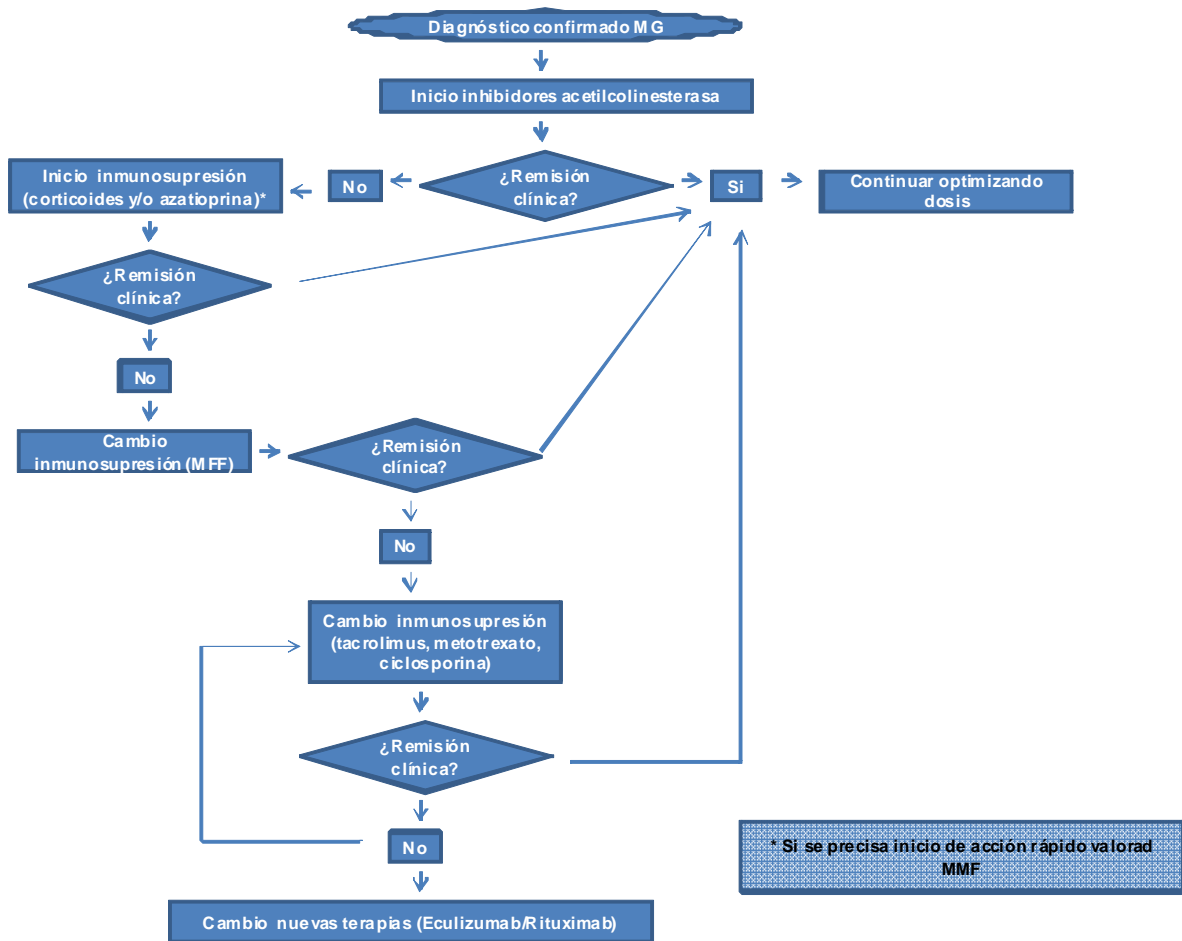 Diagnóstico confirmado MG
Inicio inhibidores acetilcolinesterasa
¿Remisión
clínica?
No
Si
Inicio inmunosupresión
(corticoides y/o azatioprina)*
Continuar optimizando
dosis
¿Remisión
clínica?
No
Cambio
inmunosupresión (MFF)
¿Remisión
clínica?
No
Cambio inmunosupresión
(tacrolimus, metotrexato,
ciclosporina)
¿Remisión
clínica?
No
Cambio nuevas terapias (Eculizumab/Rituximab)
* Si se precisa inicio de acción rápido valorad
MMF